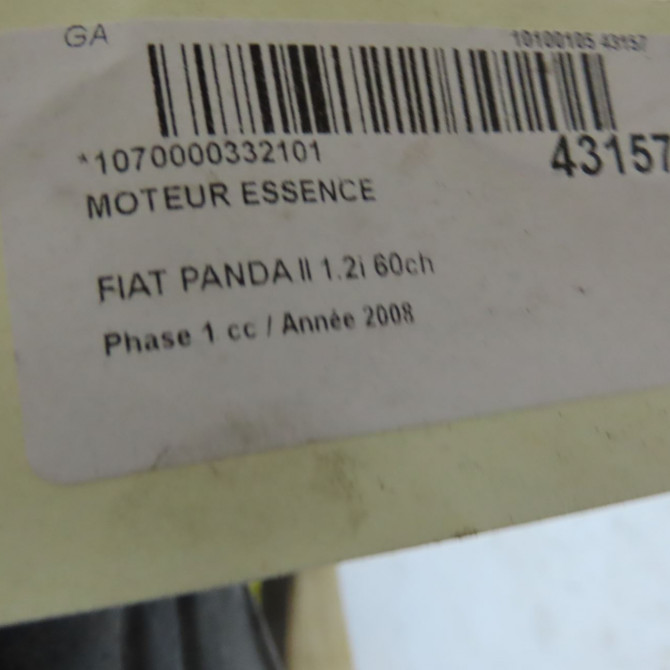 GA
10100105 43157
*1070000332101
43157
MOTEUR ESSENCE
FIAT PANDA II 1.2i 60ch
Phase 1 cc / Année 2008